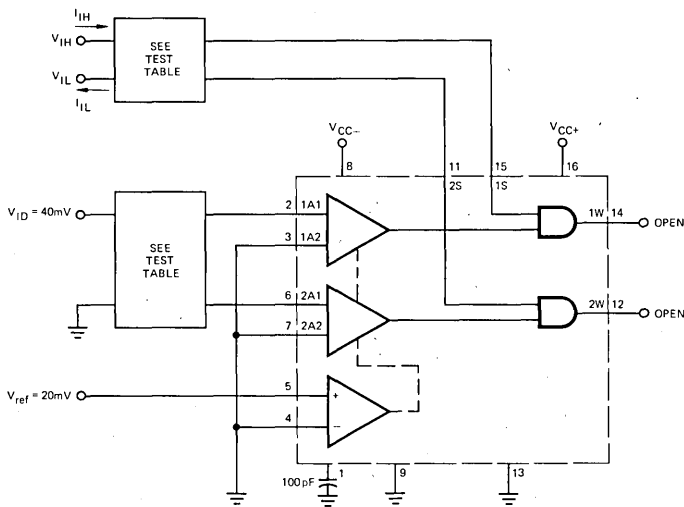 I_IH
V_IH
V_IL
I_IL
SEE
TEST
TABLE
V_CC−
V_CC+
8
11
15
16
2S
1S
V_ID = 40mV
SEE
TEST
TABLE
2 1A1
3 1A2
1W 14
OPEN
6 2A1
7 2A2
2W 12
OPEN
V_ref = 20mV
5
+
4
−
100 pF
1
9
13